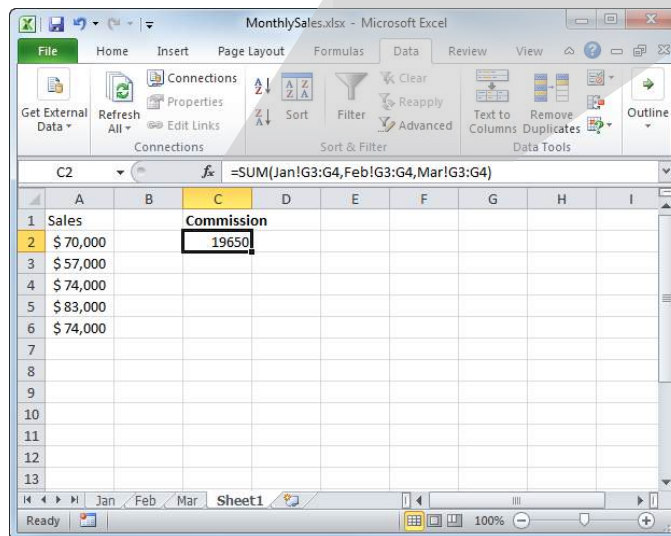 MonthlySales.xlsx - Microsoft Excel
File Home Insert Page Layout Formulas Data Review View
Get External Data
Refresh All
Connections
Properties
Edit Links
Connections
Sort
Filter
Clear
Reapply
Advanced
Sort & Filter
Text to Columns
Remove Duplicates
Data Tools
Outline
C2 fx =SUM(Jan!G3:G4,Feb!G3:G4,Mar!G3:G4)
A B C D E F G H I
1 Sales Commission
2 $ 70,000 19650
3 $ 57,000
4 $ 74,000
5 $ 83,000
6 $ 74,000
7
8
9
10
11
12
13
Jan Feb Mar Sheet1
Ready 100%